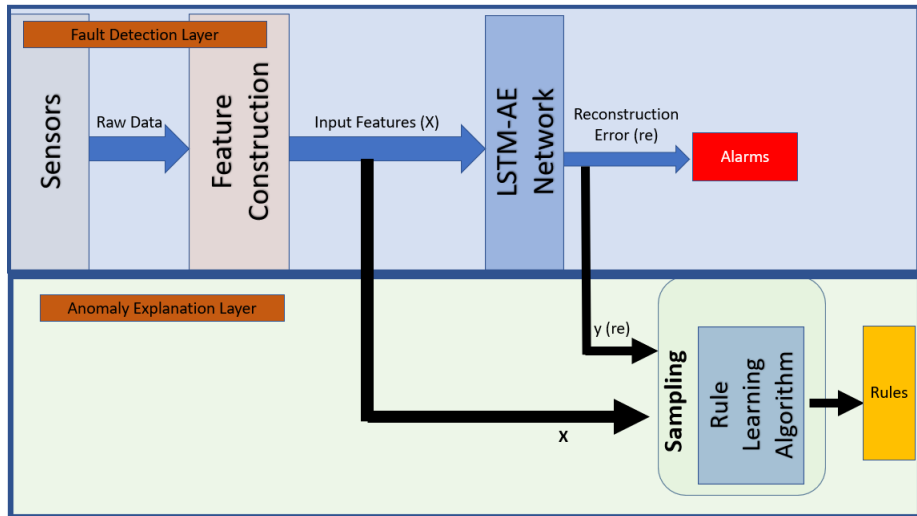 Fault Detection Layer
Sensors
Raw Data
Feature
Construction
Input Features (X)
LSTM-AE
Network
Reconstruction
Error (re)
Alarms
Anomaly Explanation Layer
y (re)
X
Sampling
Rule
Learning
Algorithm
Rules